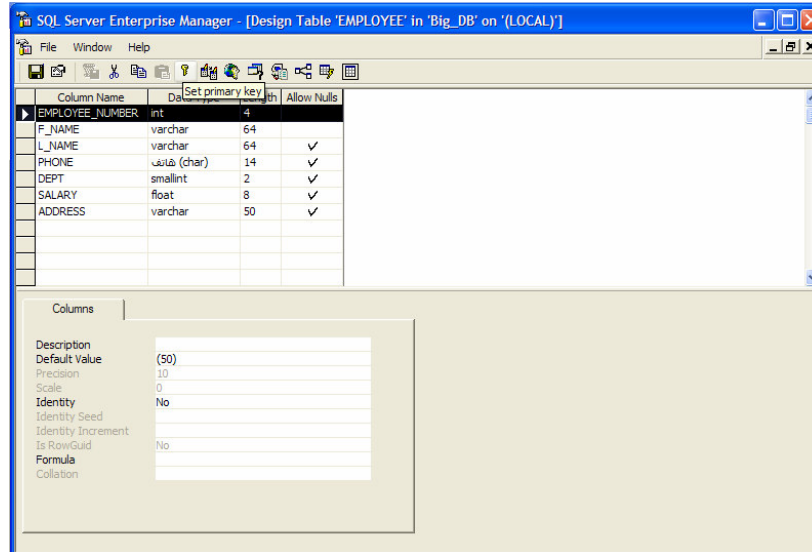 SQL Server Enterprise Manager - [Design Table 'EMPLOYEE' in 'Big_DB' on '(LOCAL)']
File Window Help
Set primary key
Column Name Data Type Length Allow Nulls
EMPLOYEE_NUMBER int 4
F_NAME varchar 64
L_NAME varchar 64
PHONE هاتف (char) 14
DEPT smallint 2
SALARY float 8
ADDRESS varchar 50
Columns
Description
Default Value (50)
Precision 10
Scale 0
Identity No
Identity Seed
Identity Increment
Is RowGuid No
Formula
Collation